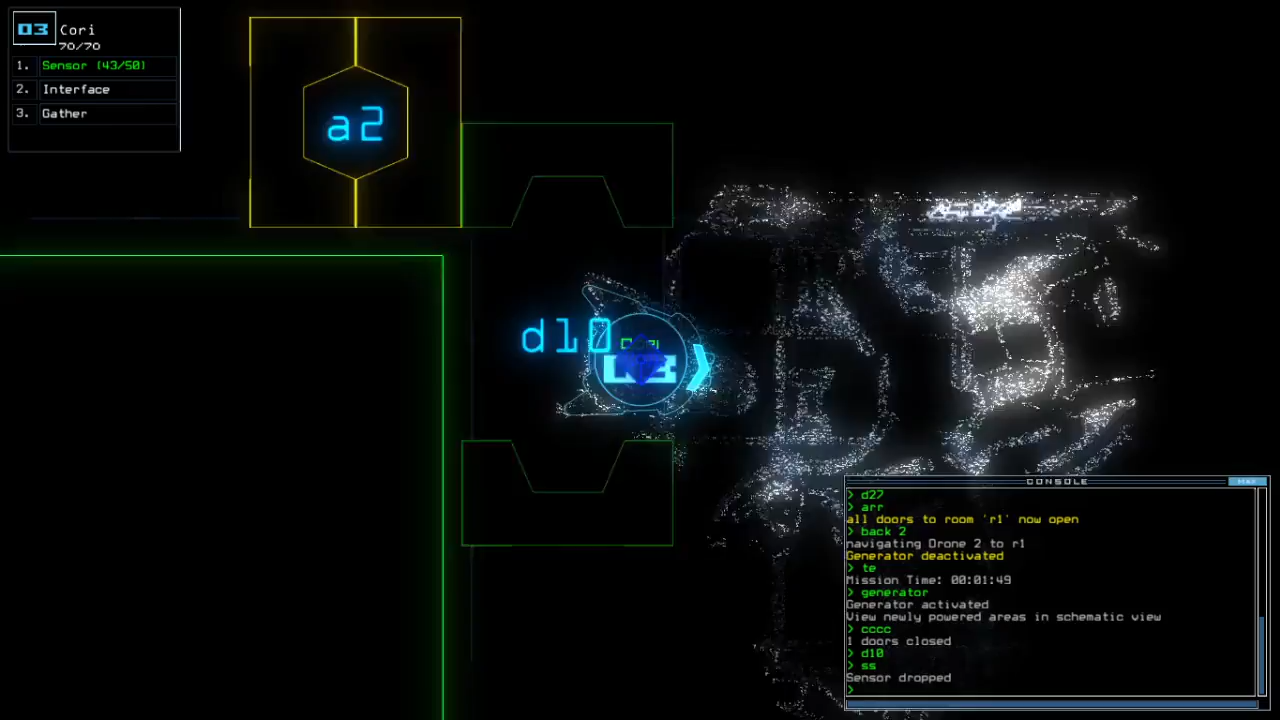 03 Cori
70/70
1. Sensor (43/50)
2. Interface
3. Gather
a2
d10
CONSOLE
> d27
> arr
all doors to room 'r1' now open
> back 2
navigating Drone 2 to r1
Generator deactivated
> te
Mission Time: 00:01:49
> generator
Generator activated
View newly powered areas in schematic view
> cccc
1 doors closed
> d10
> ss
Sensor dropped
>